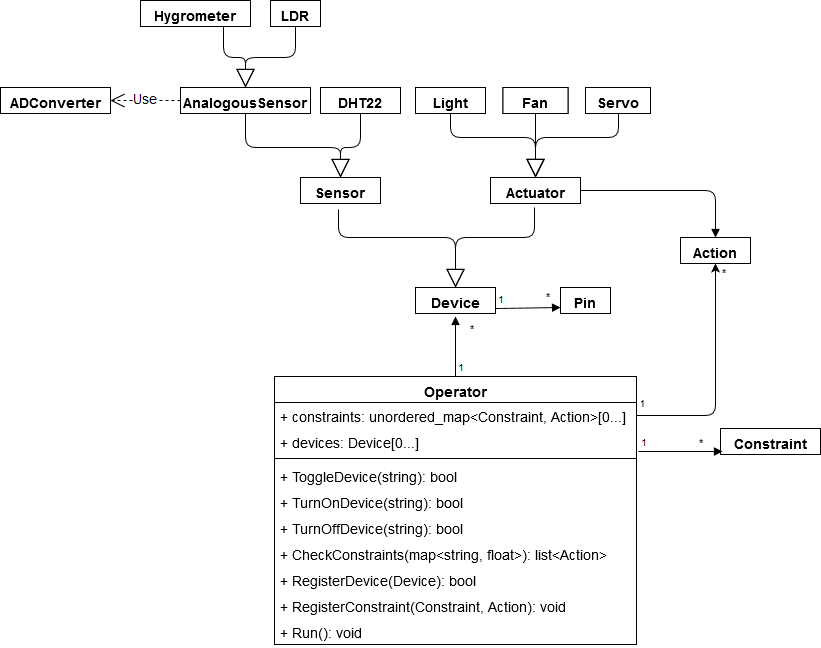 Hygrometer
LDR
ADConverter
Use
AnalogousSensor
DHT22
Light
Fan
Servo
Sensor
Actuator
Action
*
Device
1
*
Pin
*
1
Operator
+ constraints: unordered_map<Constraint, Action>[0...]
+ devices: Device[0...]
1
1
*
Constraint
+ ToggleDevice(string): bool
+ TurnOnDevice(string): bool
+ TurnOffDevice(string): bool
+ CheckConstraints(map<string, float>): list<Action>
+ RegisterDevice(Device): bool
+ RegisterConstraint(Constraint, Action): void
+ Run(): void